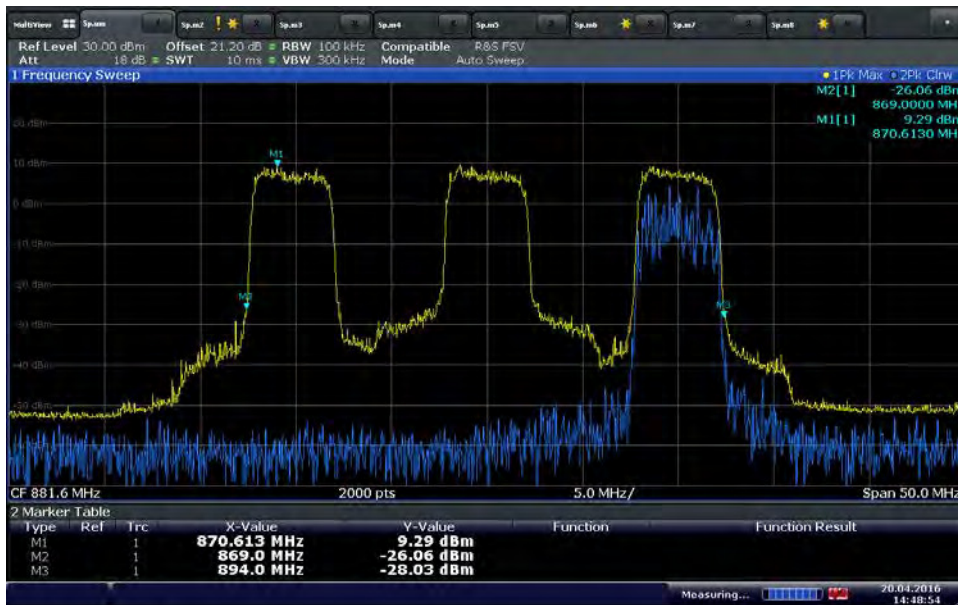 MultiView Sp.um Sp.m2 ! 2 Sp.m3 Sp.m4 Sp.m5 Sp.m6 Sp.m7 Sp.m8
Ref Level 30.00 dBm Offset 21.20 dB RBW 100 kHz Compatible R&S FSV
Att 18 dB SWT 10 ms VBW 300 kHz Mode Auto Sweep
1 Frequency Sweep 1Pk Max 2Pk Clrw
M2[1] -26.06 dBm
869.0000 MH
M1[1] 9.29 dBm
870.6130 MH
20 dBm
10 dBm
M1
0 dBm
-10 dBm
-20 dBm
M2
M3
-30 dBm
-40 dBm
CF 881.6 MHz 2000 pts 5.0 MHz/ Span 50.0 MHz
2 Marker Table
Type Ref Trc X-Value Y-Value Function Function Result
M1 1 870.613 MHz 9.29 dBm
M2 1 869.0 MHz -26.06 dBm
M3 1 894.0 MHz -28.03 dBm
Measuring... 20.04.2016
14:48:54